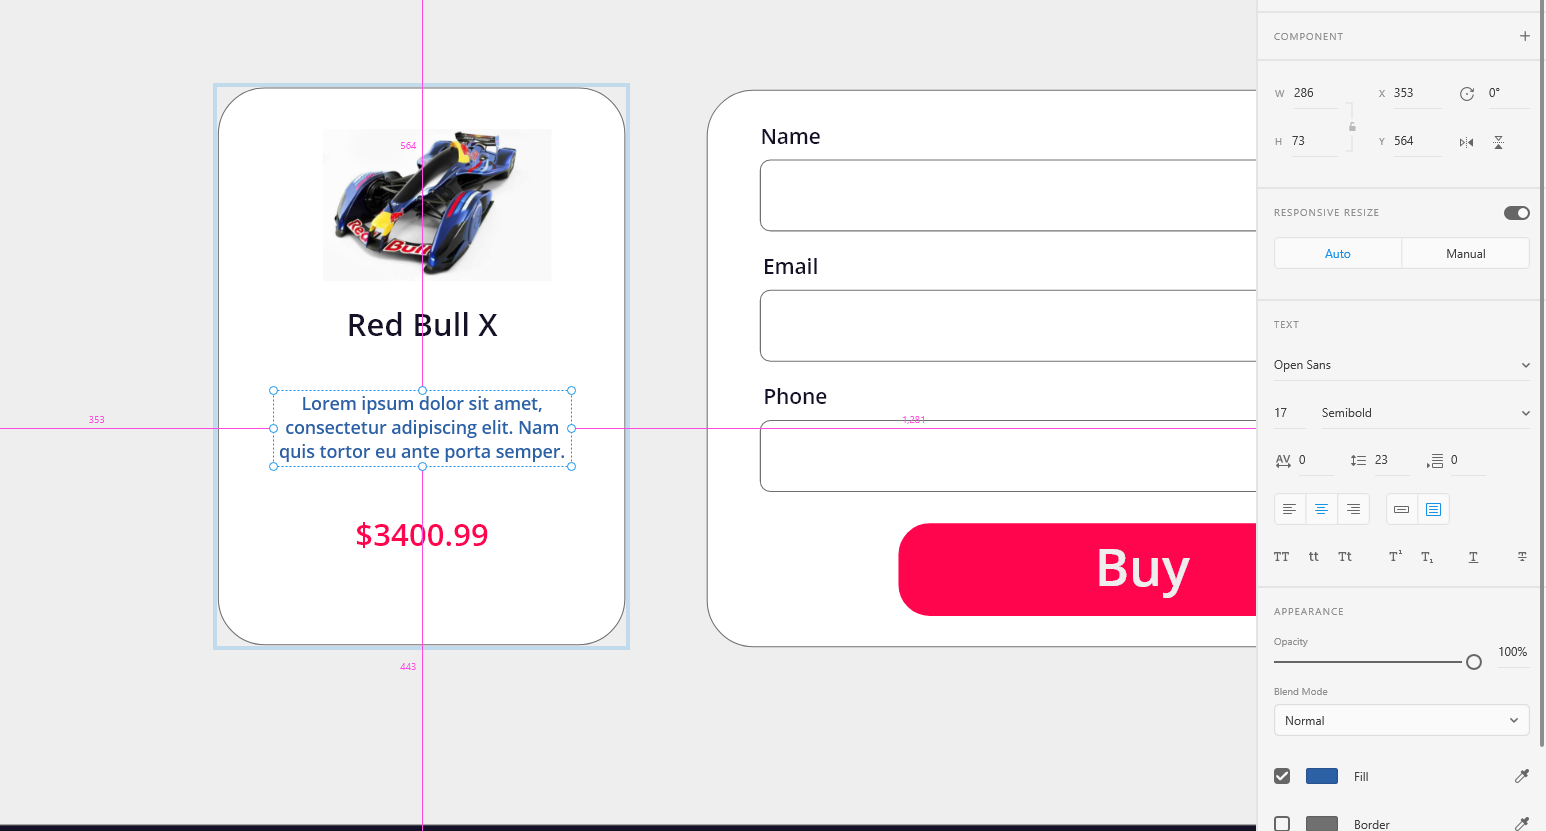 COMPONENT
W 286
X 353
0°
H 73
Y 564
RESPONSIVE RESIZE
Auto
Manual
TEXT
Open Sans
17
Semibold
AV 0
23
0
TT tt Tt T¹ T₁ T T
APPEARANCE
Opacity
100%
Blend Mode
Normal
Fill
Border
564
Red
Bull
Red Bull X
Lorem ipsum dolor sit amet,
consectetur adipiscing elit. Nam
quis tortor eu ante porta semper.
353
$3400.99
443
Name
Email
Phone
1,281
Buy